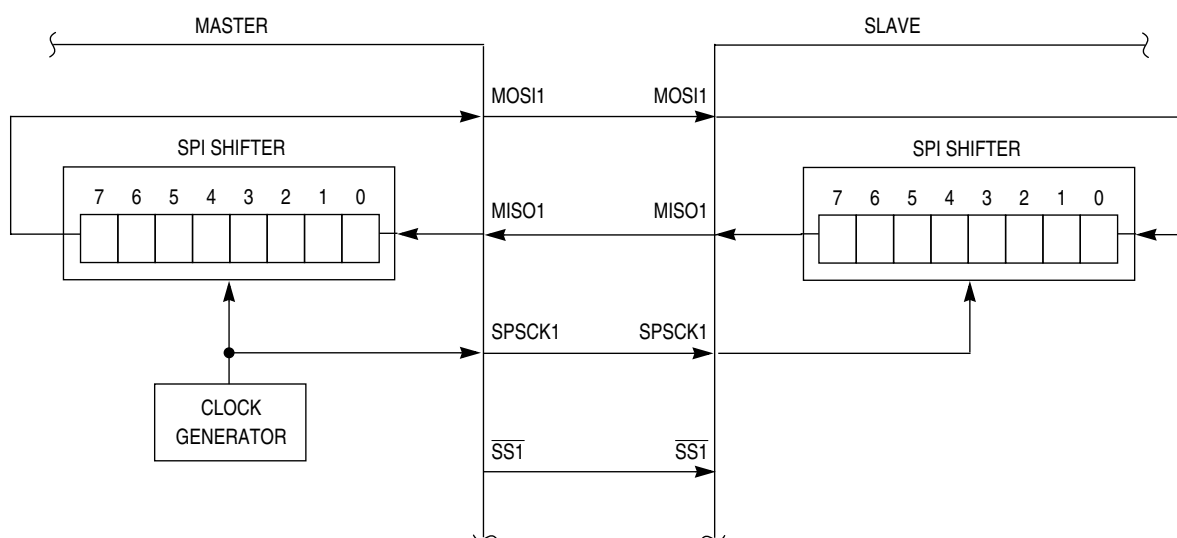 MASTER
SLAVE
MOSI1 MOSI1
SPI SHIFTER
SPI SHIFTER
7 6 5 4 3 2 1 0
MISO1 MISO1
7 6 5 4 3 2 1 0
SPSCK1 SPSCK1
CLOCK
GENERATOR
SS1 SS1